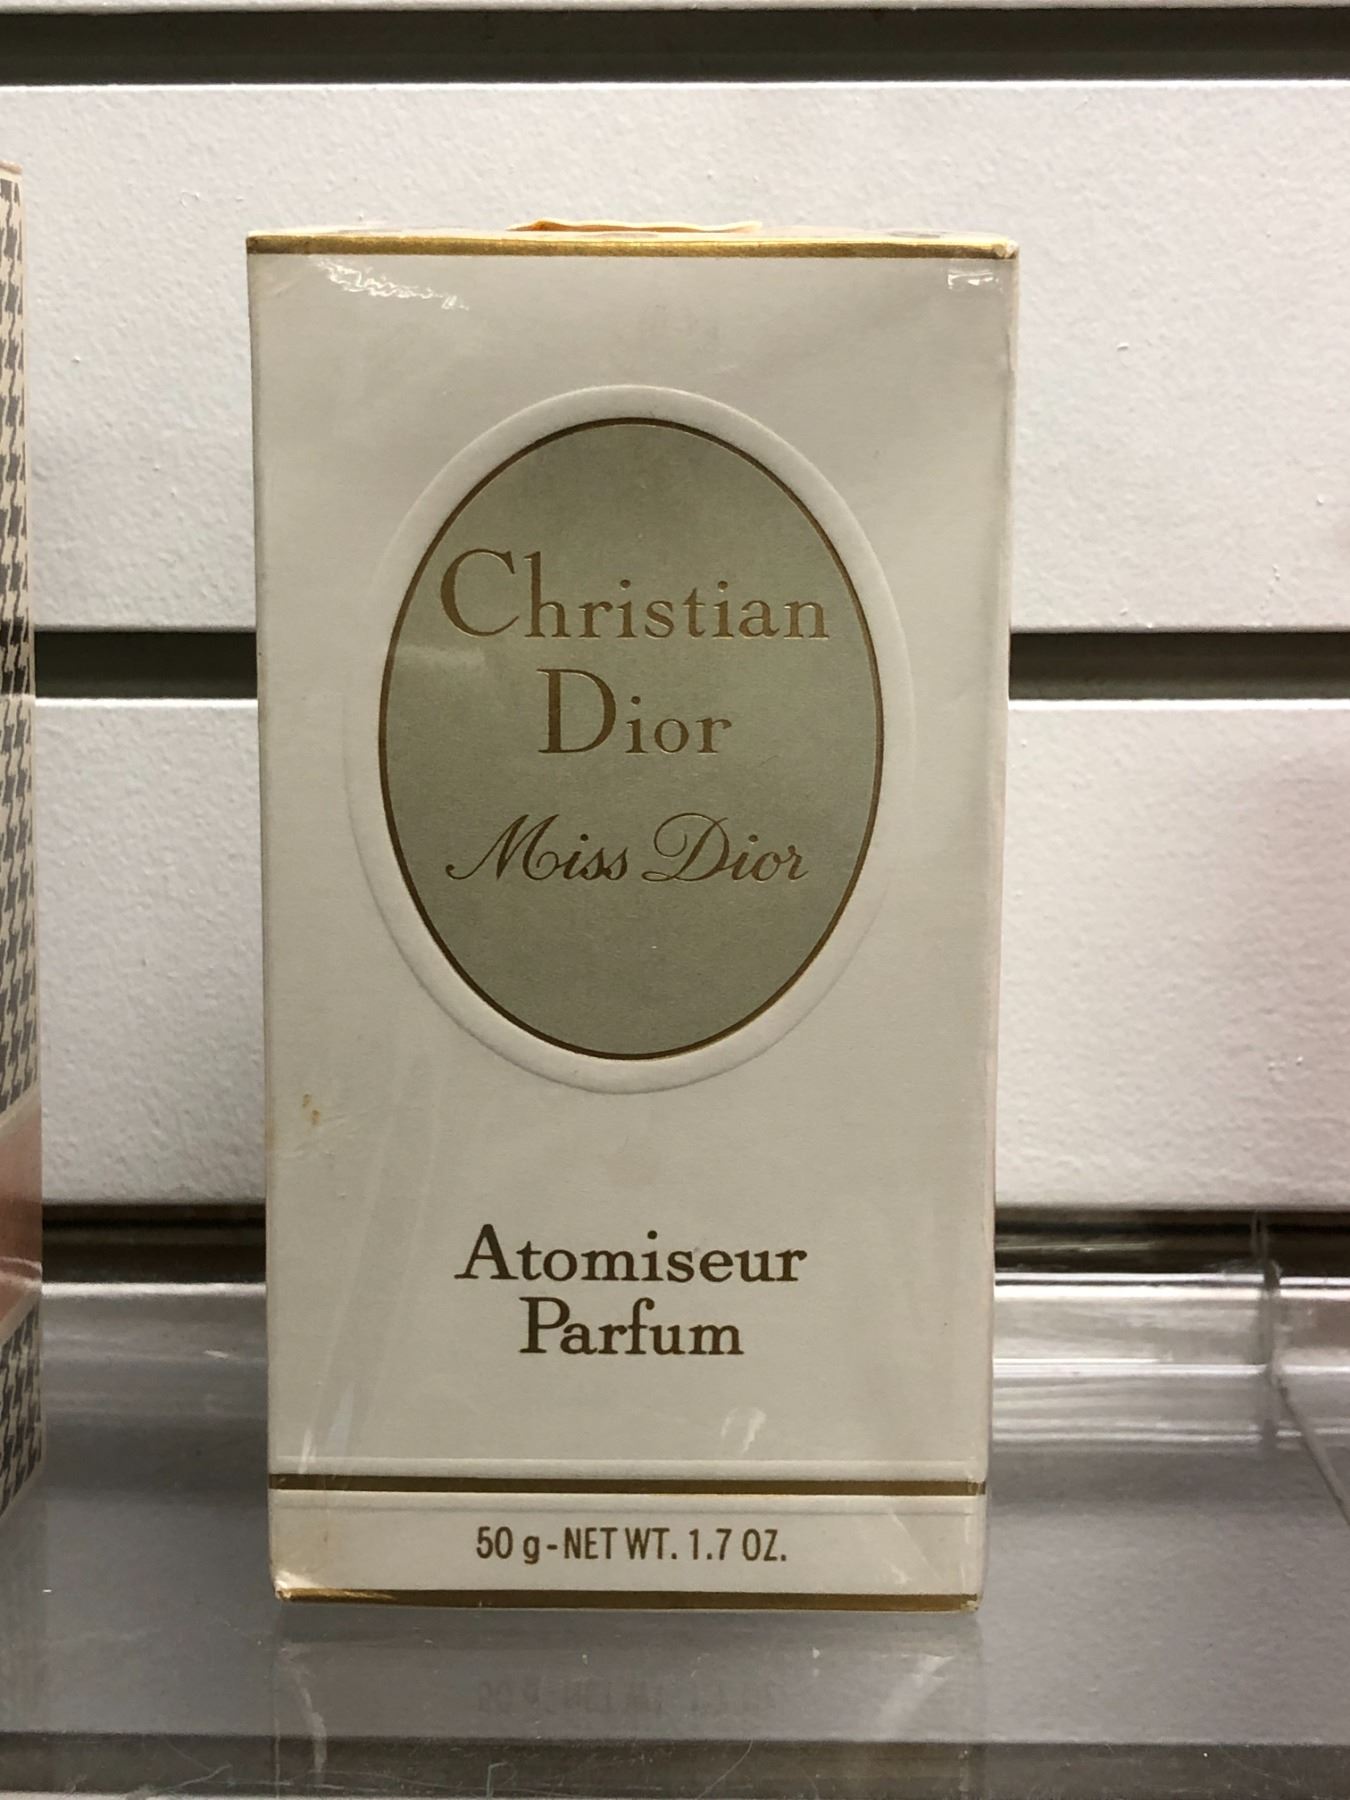 Christian
Dior
Miss Dior
Atomiseur
Parfum
50 g - NET WT. 1.7 OZ.